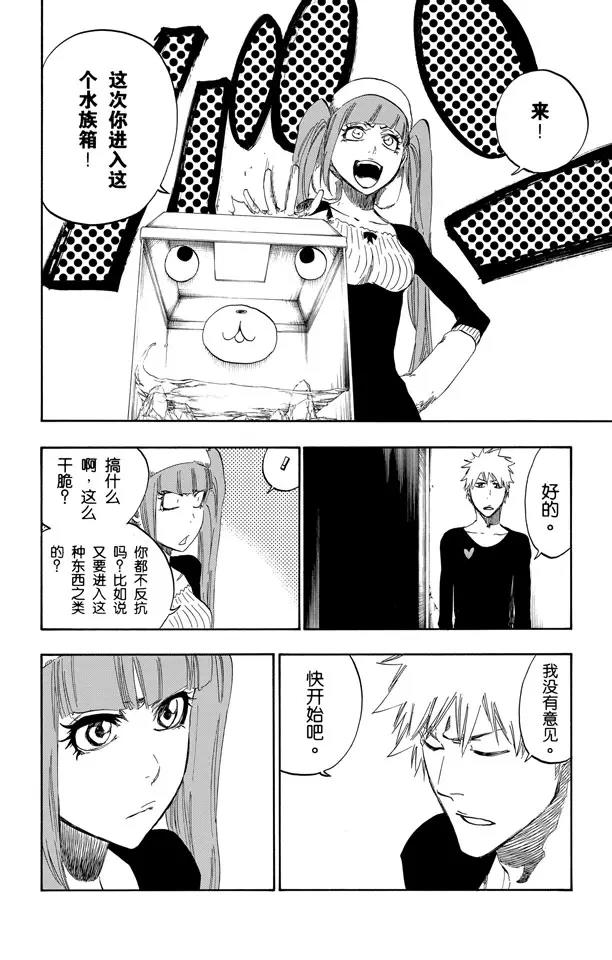 来！
这次你进入这
个水族箱！
好的。
！
搞什么
啊，这么
干脆？
你都不反抗
吗？比如说
又要进入这
种东西之类
的？
我没有意见。
快开始吧。